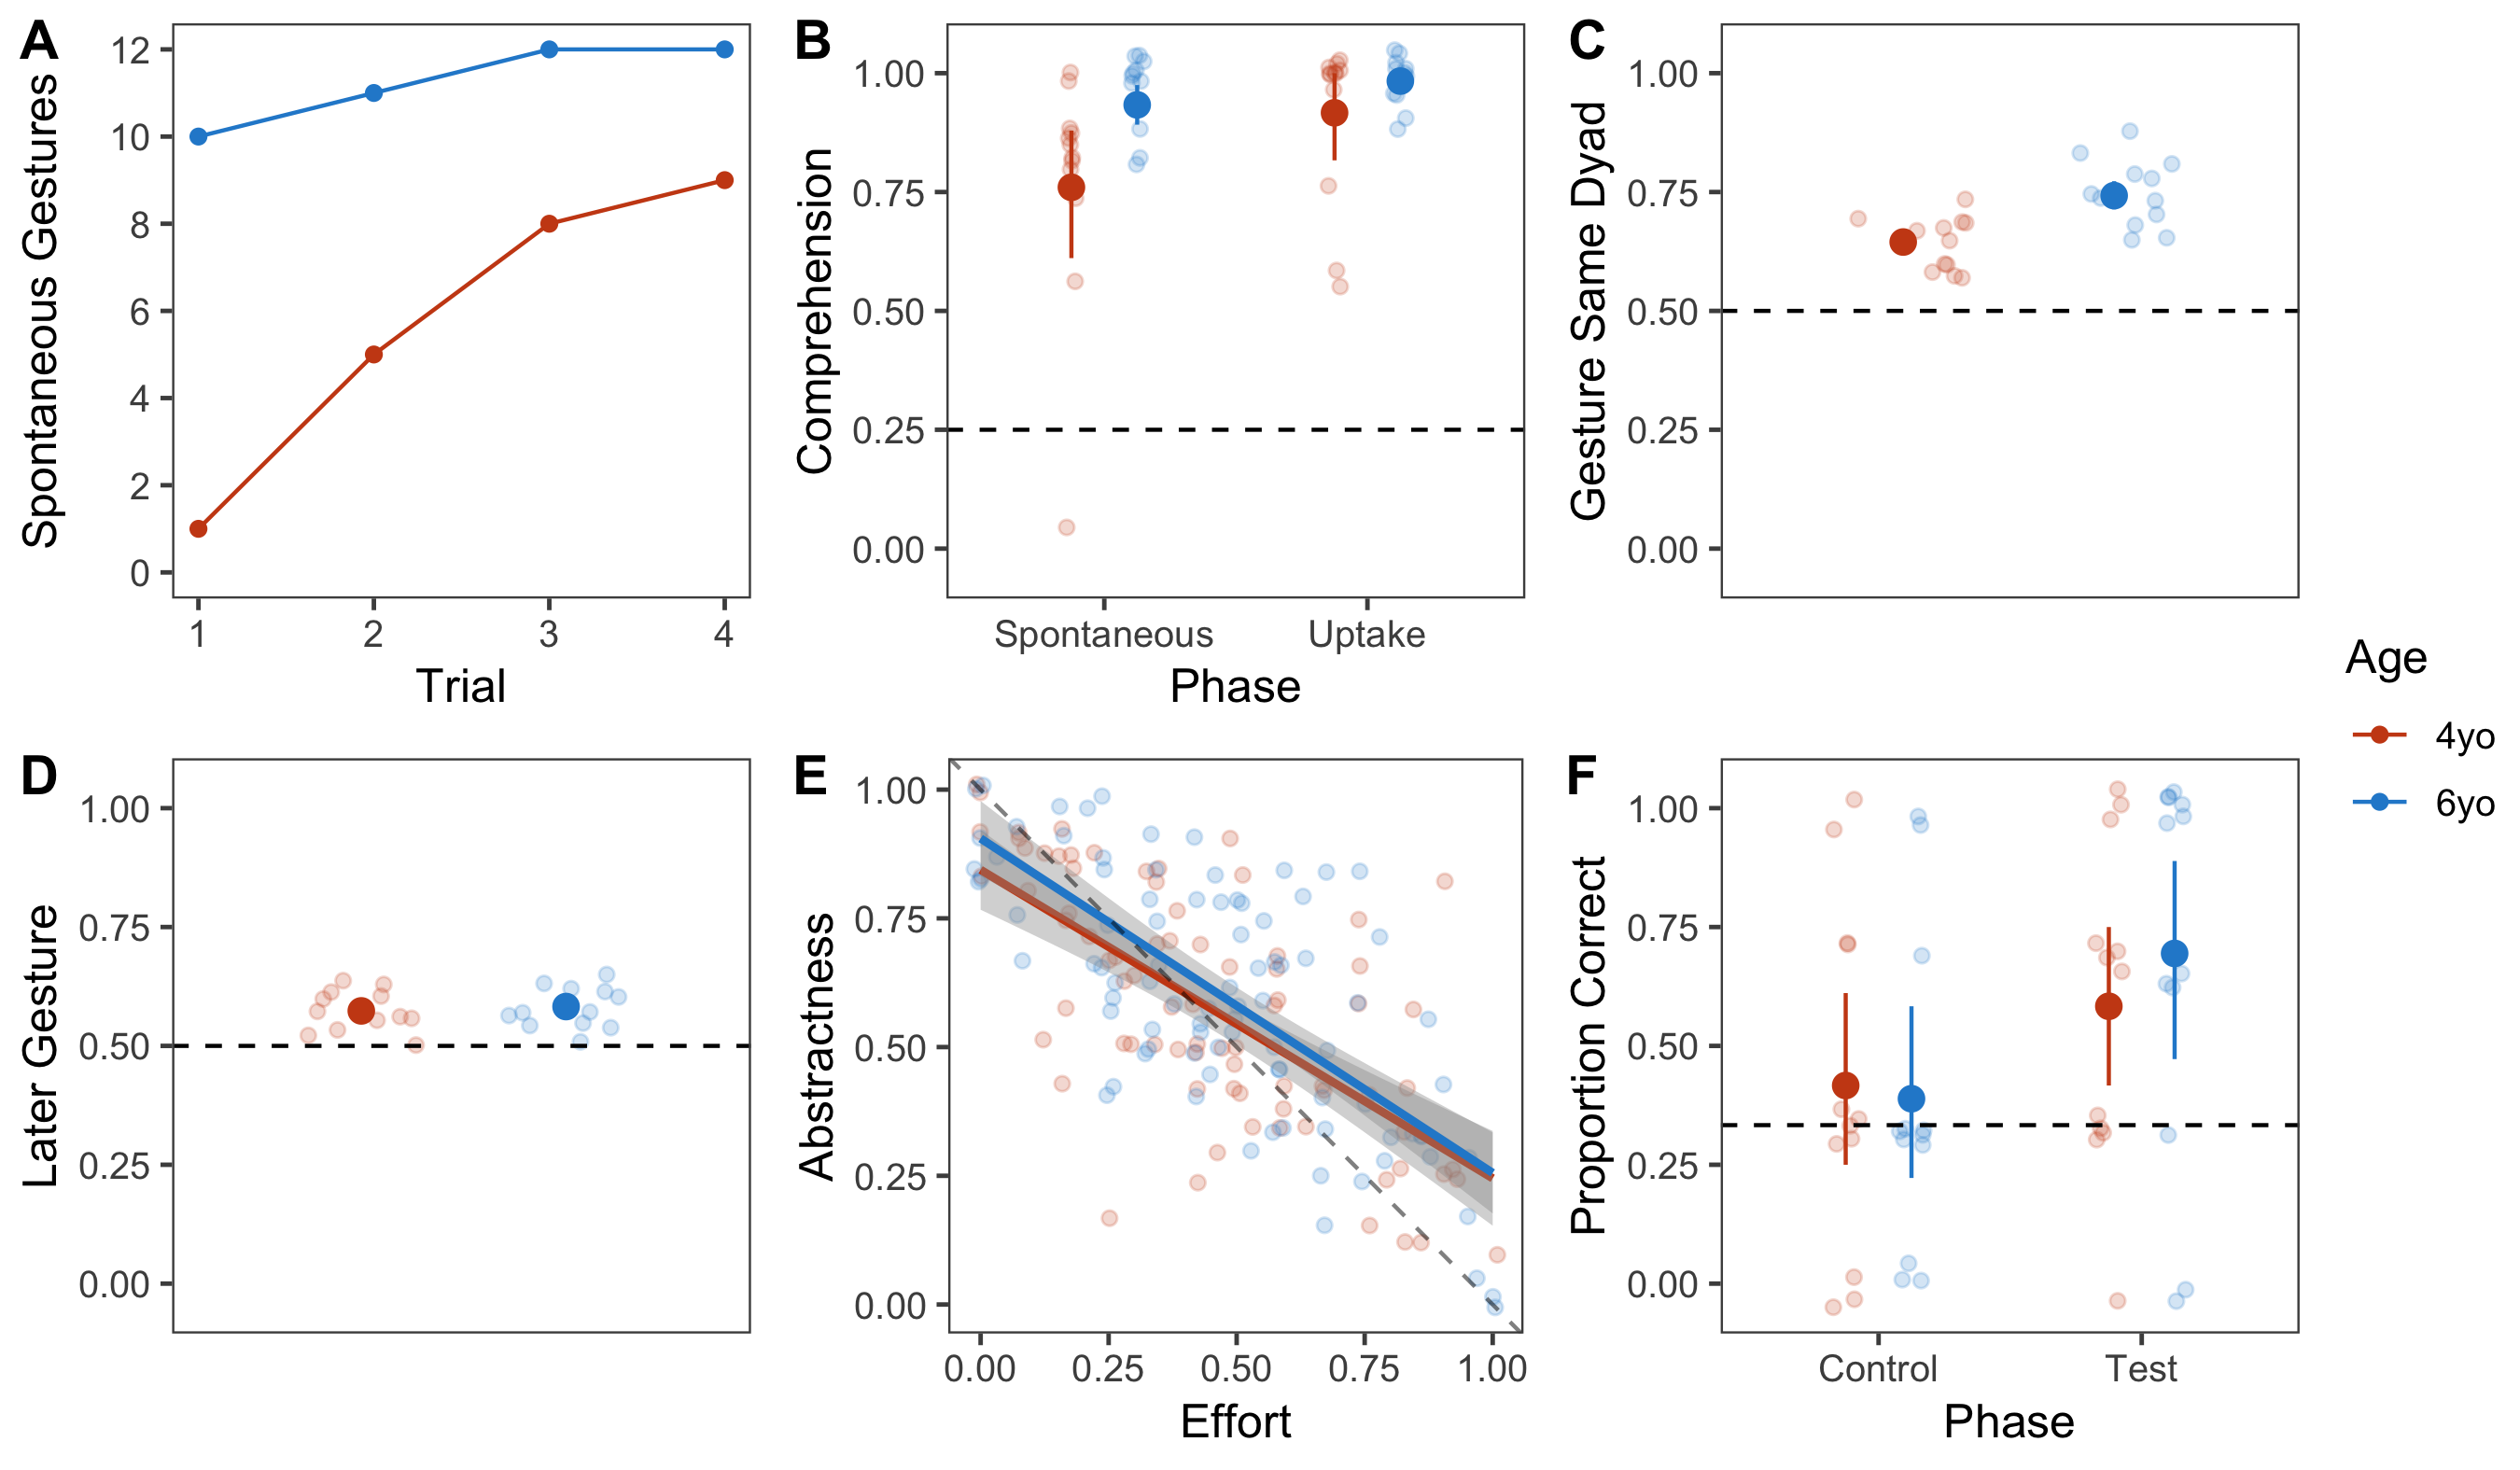 A
Spontaneous Gestures
12
10
8
6
4
2
0
1 2 3 4
Trial
B
Comprehension
1.00
0.75
0.50
0.25
0.00
Spontaneous Uptake
Phase
C
Gesture Same Dyad
1.00
0.75
0.50
0.25
0.00
Age
4yo
6yo
D
Later Gesture
1.00
0.75
0.50
0.25
0.00
E
Abstractness
1.00
0.75
0.50
0.25
0.00
0.00 0.25 0.50 0.75 1.00
Effort
F
Proportion Correct
1.00
0.75
0.50
0.25
0.00
Control Test
Phase